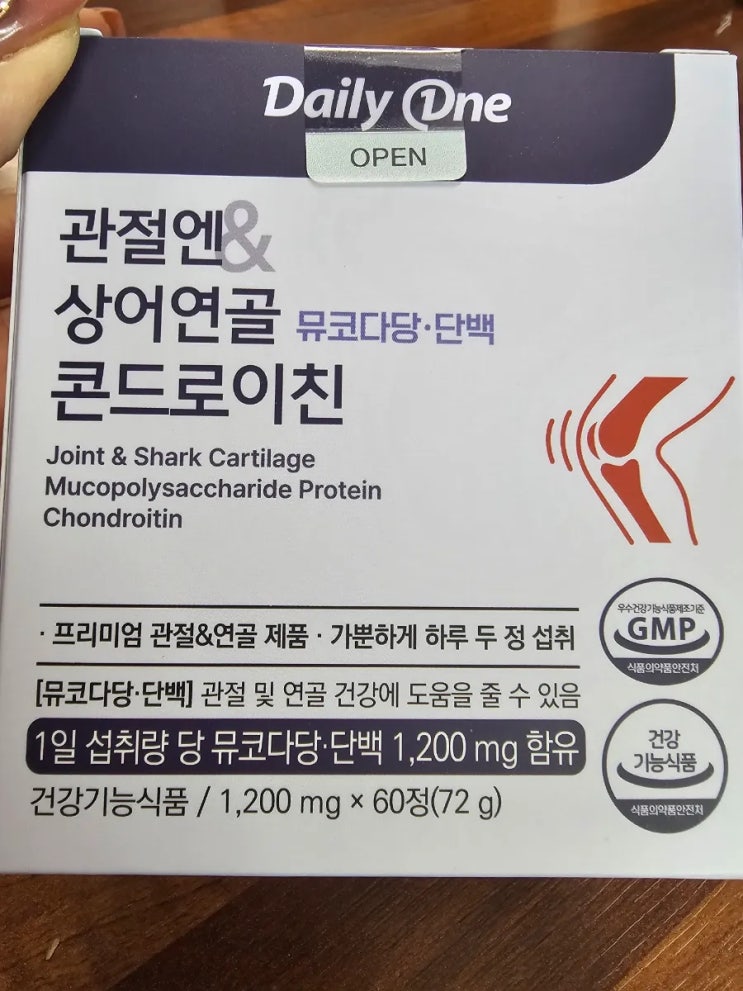 Daily One
OPEN
관절엔&
상어연골 뮤코다당·단백
콘드로이친
Joint & Shark Cartilage
Mucopolysaccharide Protein
Chondroitin
· 프리미엄 관절&연골 제품 · 가뿐하게 하루 두 정 섭취
[뮤코다당·단백] 관절 및 연골 건강에 도움을 줄 수 있음
1일 섭취량 당 뮤코다당·단백 1,200 mg 함유
건강기능식품 / 1,200 mg × 60정(72 g)
우수건강기능식품제조기준
GMP
식품의약품안전처
건강
기능식품
식품의약품안전처